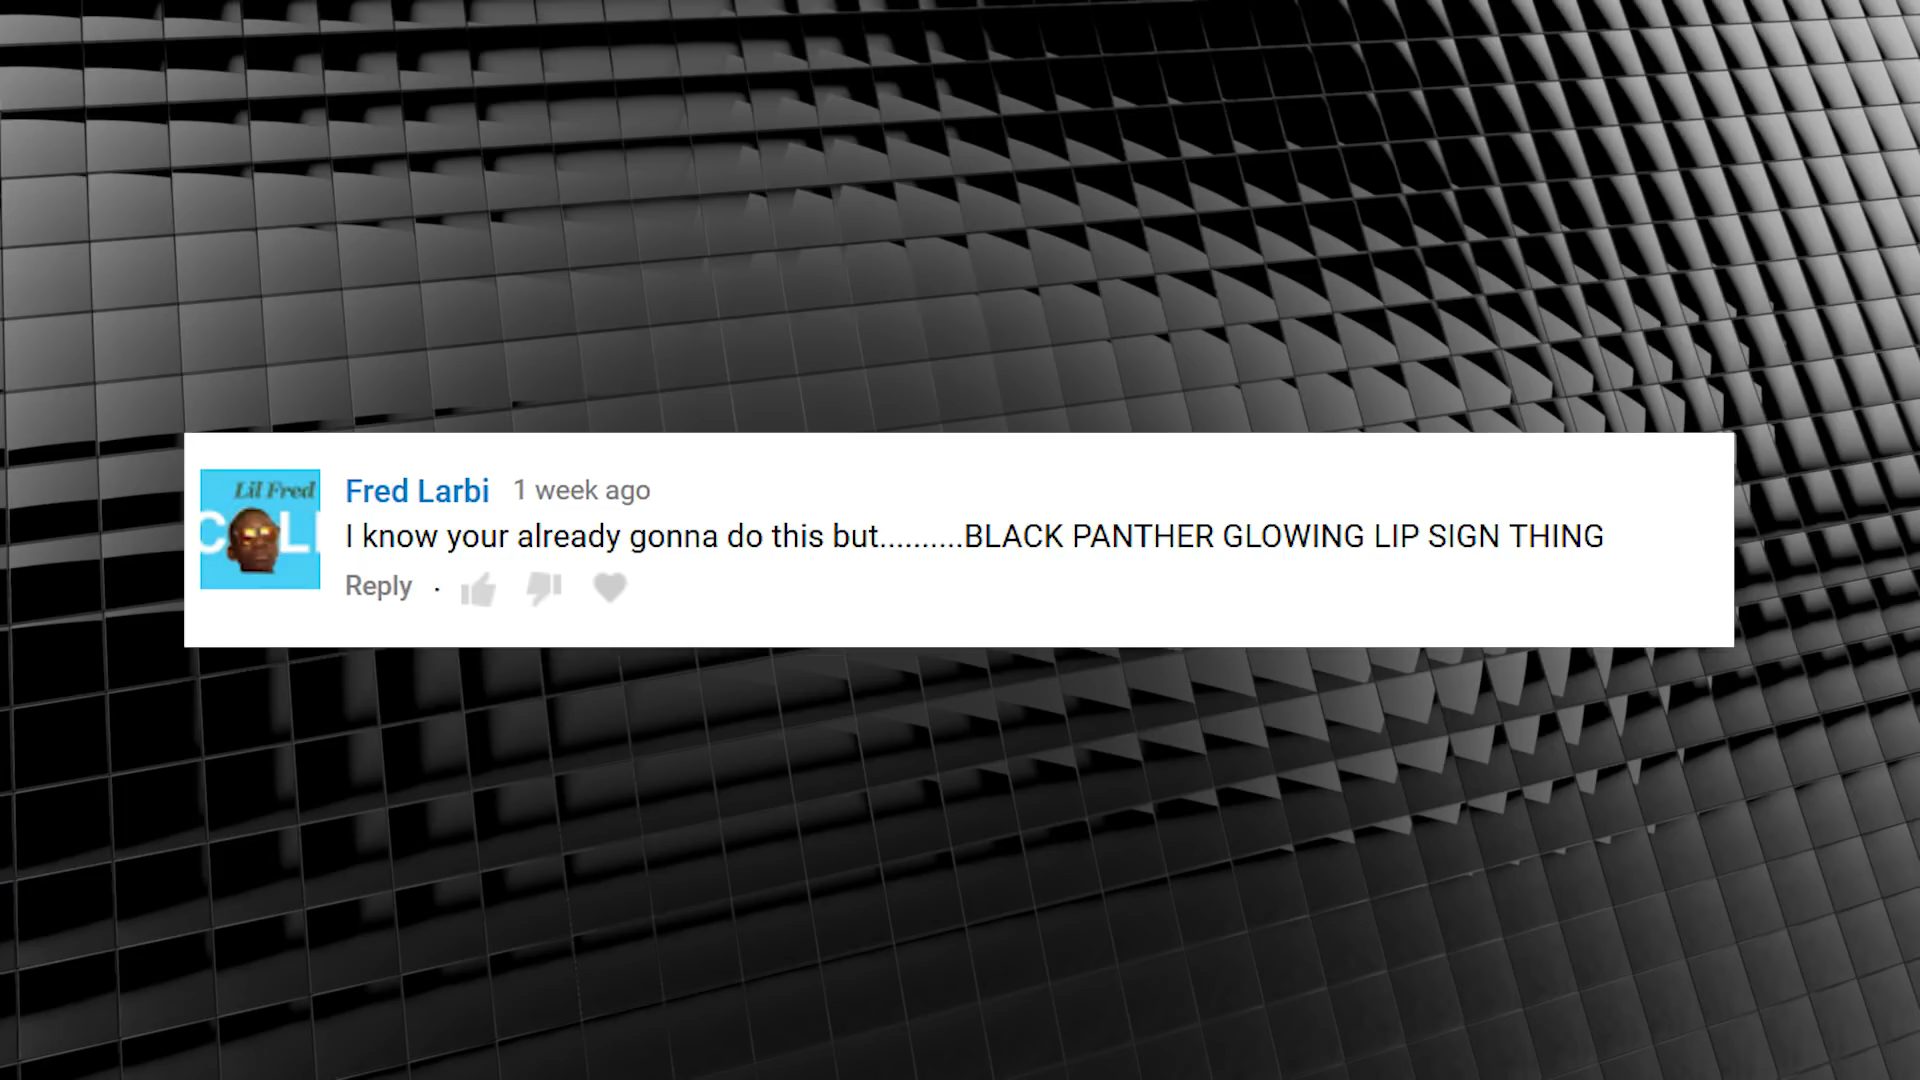 Lil Fred
COLL
Fred Larbi 1 week ago
I know your already gonna do this but..........BLACK PANTHER GLOWING LIP SIGN THING
Reply ·